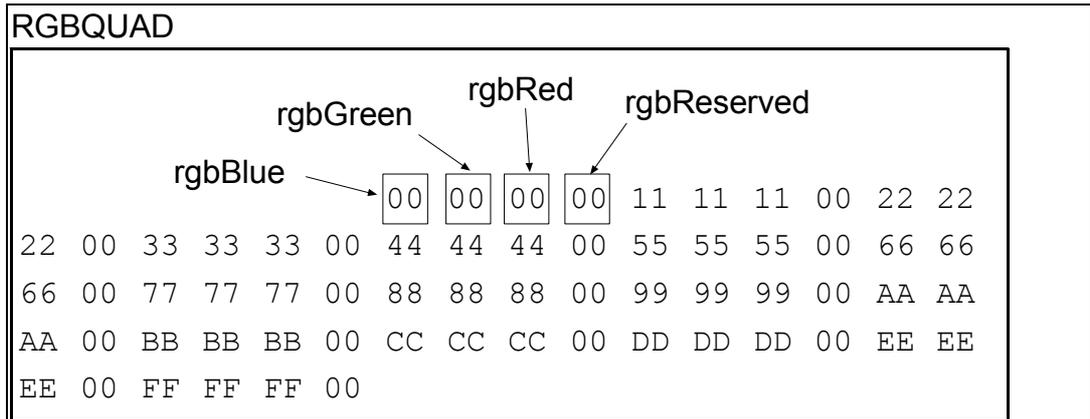 RGBQUAD
rgbRed
rgbReserved
rgbGreen
rgbBlue
00 00 00 00 11 11 11 00 22 22
22 00 33 33 33 00 44 44 44 00 55 55 55 00 66 66
66 00 77 77 77 00 88 88 88 00 99 99 99 00 AA AA
AA 00 BB BB BB 00 CC CC CC 00 DD DD DD 00 EE EE
EE 00 FF FF FF 00